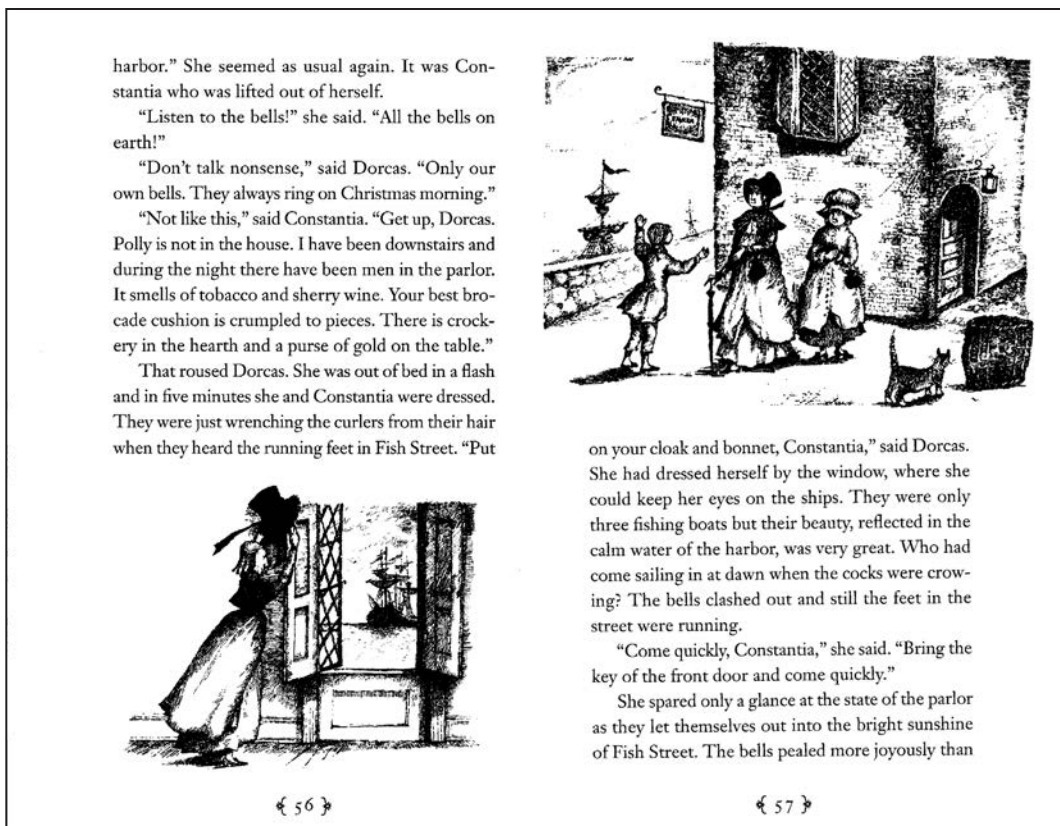 harbor.” She seemed as usual again. It was Con-
stantia who was lifted out of herself.
“Listen to the bells!” she said. “All the bells on
earth!”
“Don’t talk nonsense,” said Dorcas. “Only our
own bells. They always ring on Christmas morning.”
“Not like this,” said Constantia. “Get up, Dorcas.
Polly is not in the house. I have been downstairs and
during the night there have been men in the parlor.
It smells of tobacco and sherry wine. Your best bro-
cade cushion is crumpled to pieces. There is crock-
ery in the hearth and a purse of gold on the table.”
That roused Dorcas. She was out of bed in a flash
and in five minutes she and Constantia were dressed.
They were just wrenching the curlers from their hair
when they heard the running feet in Fish Street. “Put
{ 56 }
on your cloak and bonnet, Constantia,” said Dorcas.
She had dressed herself by the window, where she
could keep her eyes on the ships. They were only
three fishing boats but their beauty, reflected in the
calm water of the harbor, was very great. Who had
come sailing in at dawn when the cocks were crow-
ing? The bells clashed out and still the feet in the
street were running.
“Come quickly, Constantia,” she said. “Bring the
key of the front door and come quickly.”
She spared only a glance at the state of the parlor
as they let themselves out into the bright sunshine
of Fish Street. The bells pealed more joyously than
{ 57 }